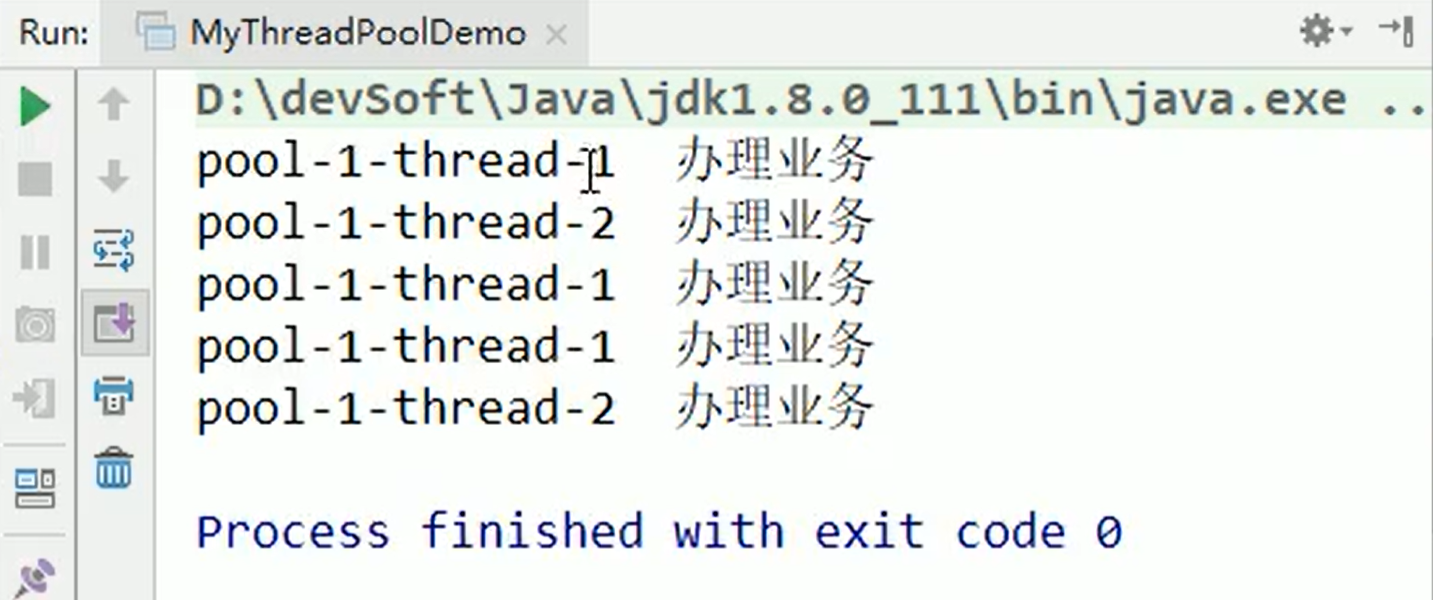 Run: MyThreadPoolDemo
D:\devSoft\Java\jdk1.8.0_111\bin\java.exe ..
pool-1-thread-1 办理业务
pool-1-thread-2 办理业务
pool-1-thread-1 办理业务
pool-1-thread-1 办理业务
pool-1-thread-2 办理业务
Process finished with exit code 0